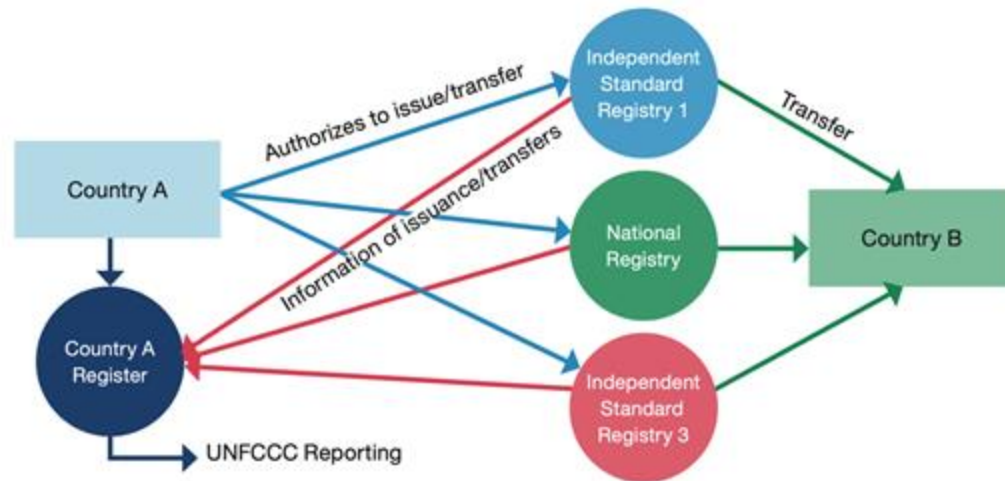 Authorizes to issue/transfer
Independent
Standard
Registry 1
Transfer
Country A
Information of issuance/transfers
National
Registry
Country B
Country A
Register
Independent
Standard
Registry 3
UNFCCC Reporting